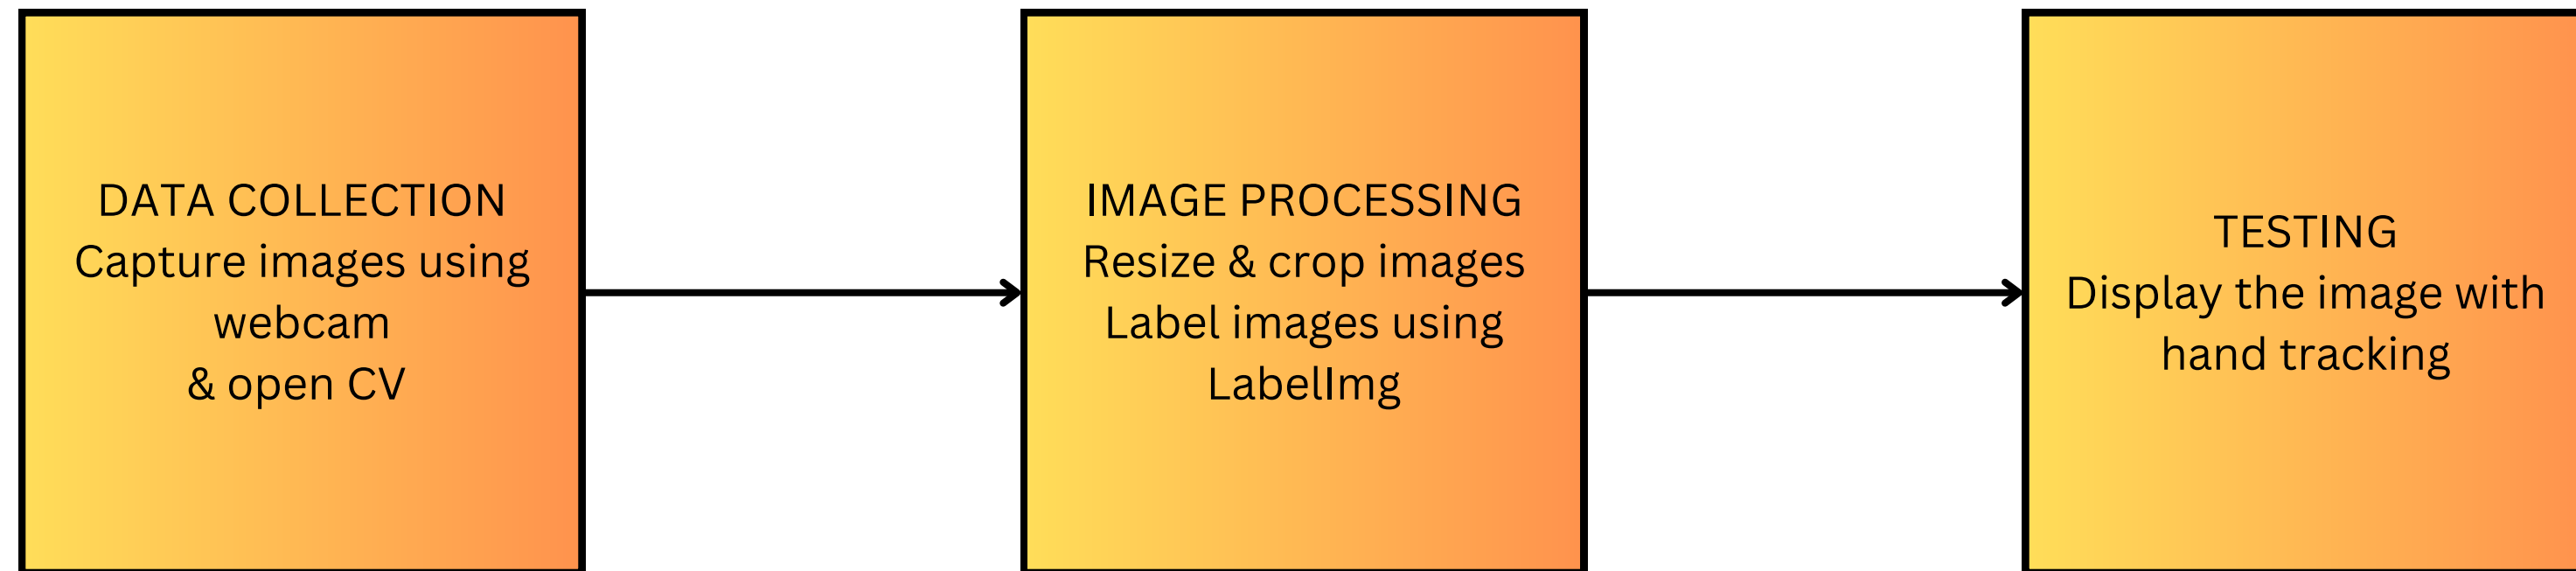 DATA COLLECTION
Capture images using
webcam
& open CV
IMAGE PROCESSING
Resize & crop images
Label images using
LabelImg
TESTING
Display the image with
hand tracking